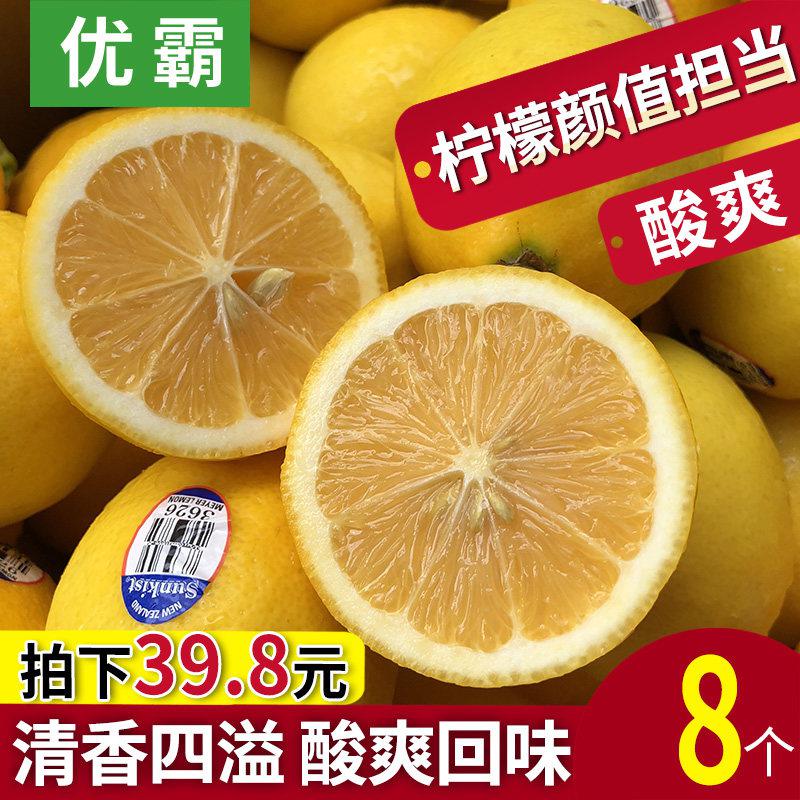 优霸
柠檬颜值担当
酸爽
MEYER LEMON
3626
Sunkist
NEW ZEALAND
拍下39.8元
清香四溢 酸爽回味
8个